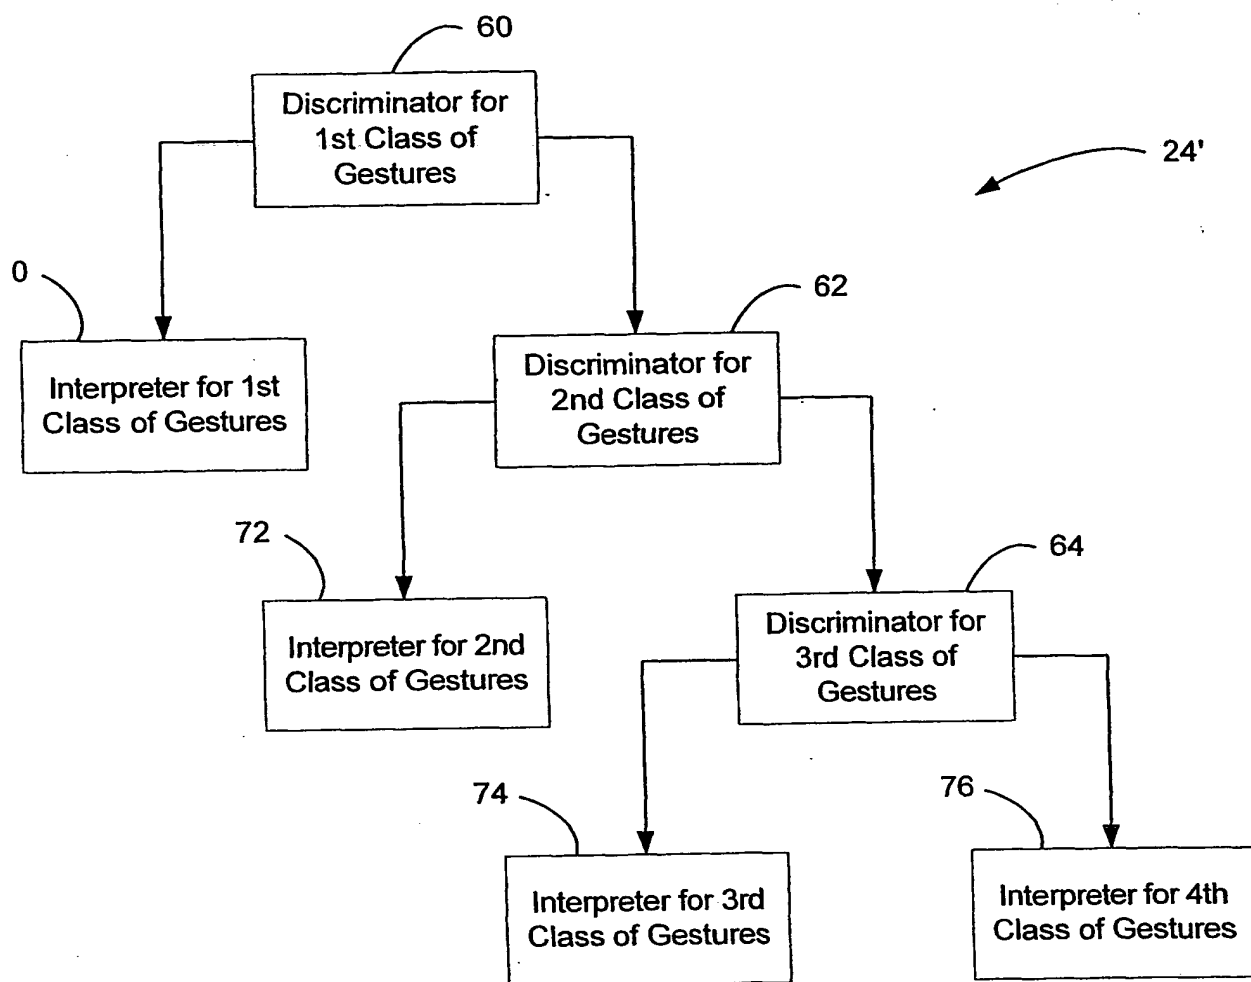 60
Discriminator for
1st Class of
Gestures
24'
0
Interpreter for 1st
Class of Gestures
62
Discriminator for
2nd Class of
Gestures
72
Interpreter for 2nd
Class of Gestures
64
Discriminator for
3rd Class of
Gestures
74
Interpreter for 3rd
Class of Gestures
76
Interpreter for 4th
Class of Gestures